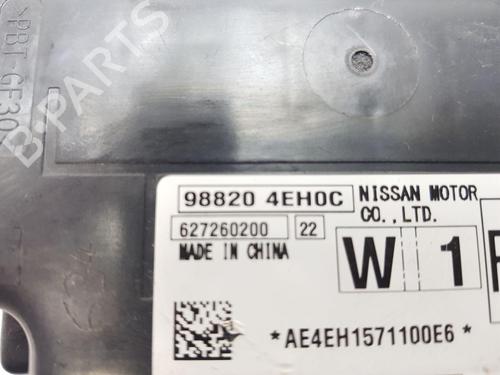 >PBT-GF30
B-PARTS
98820 4EH0C
NISSAN MOTOR
CO.,LTD.
627260200
22
MADE IN CHINA
W 1
*AE4EH1571100E6*